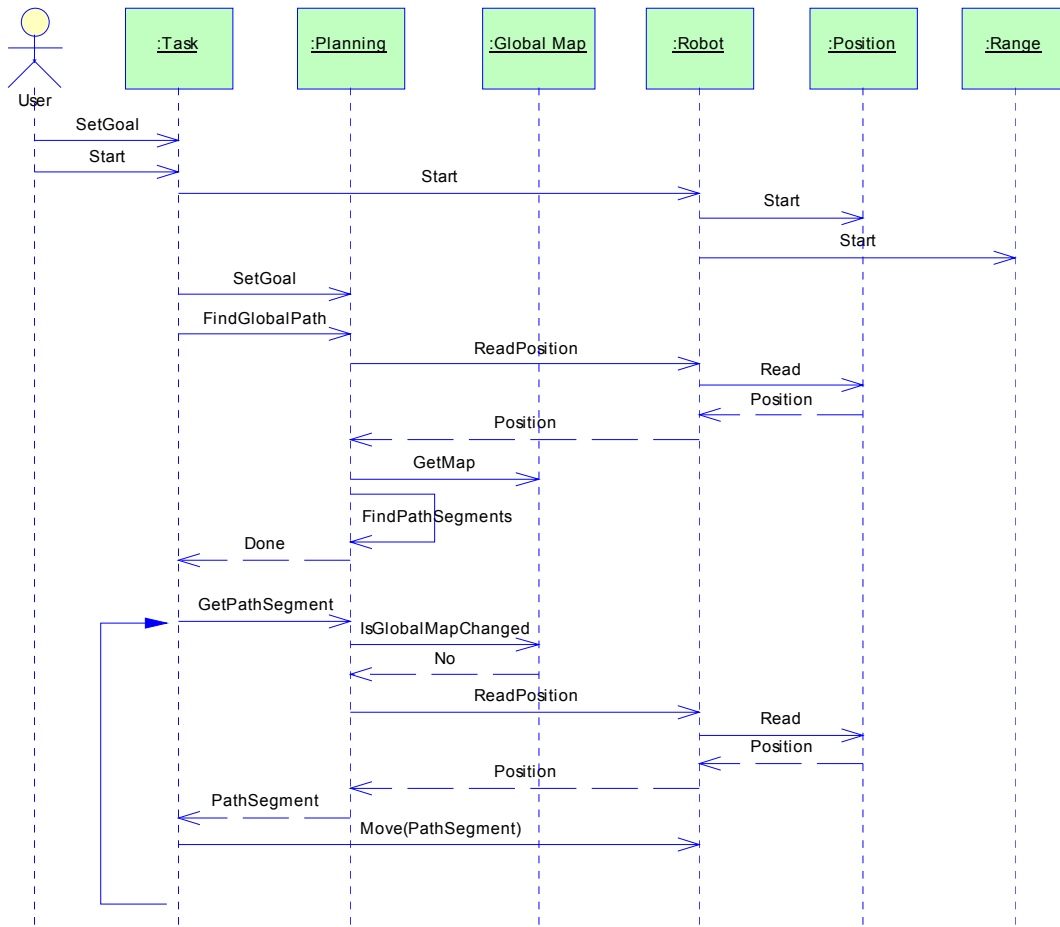 :Task
:Planning
:Global Map
:Robot
:Position
:Range
User
SetGoal
Start
Start
Start
Start
SetGoal
FindGlobalPath
ReadPosition
Read
Position
Position
GetMap
FindPathSegments
Done
GetPathSegment
IsGlobalMapChanged
No
ReadPosition
Read
Position
Position
PathSegment
Move(PathSegment)